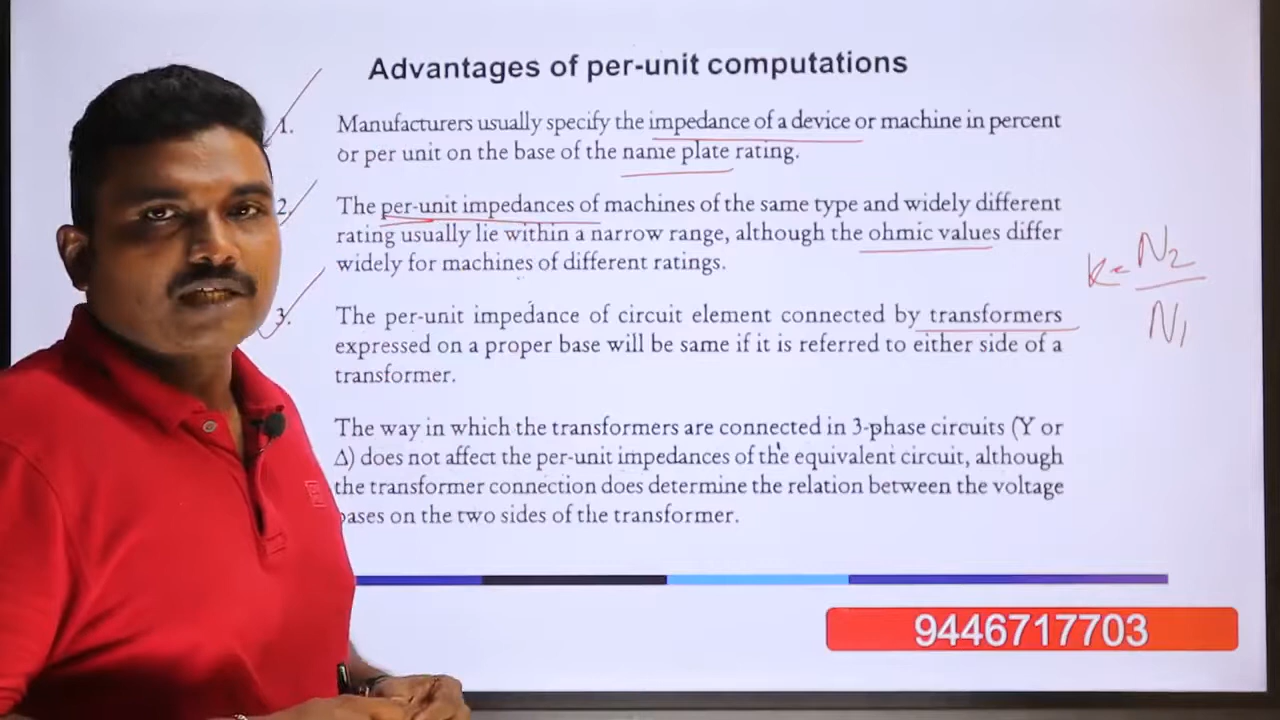 Advantages of per-unit computations
1. Manufacturers usually specify the impedance of a device or machine in percent
or per unit on the base of the name plate rating.
2. The per-unit impedances of machines of the same type and widely different
rating usually lie within a narrow range, although the ohmic values differ
widely for machines of different ratings.
3. The per-unit impedance of circuit element connected by transformers
expressed on a proper base will be same if it is referred to either side of a
transformer.
The way in which the transformers are connected in 3-phase circuits (Y or
Δ) does not affect the per-unit impedances of the equivalent circuit, although
the transformer connection does determine the relation between the voltage
bases on the two sides of the transformer.
K = N2
N1
9446717703